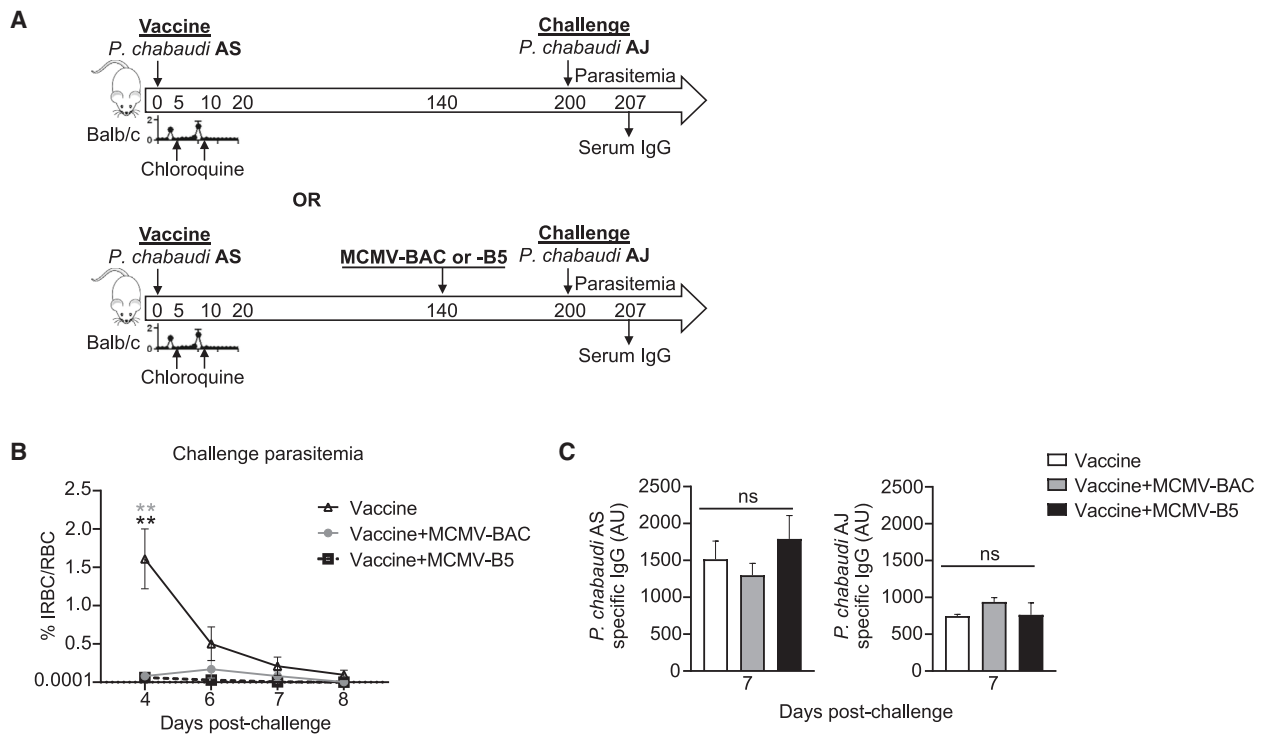 A
Vaccine
P. chabaudi AS
Challenge
P. chabaudi AJ
Parasitemia
0 5 10 20 140 200 207
Balb/c
2
0
Chloroquine
Serum IgG
OR
Vaccine
P. chabaudi AS
MCMV-BAC or -B5
Challenge
P. chabaudi AJ
Parasitemia
0 5 10 20 140 200 207
Balb/c
2
0
Chloroquine
Serum IgG
B
Challenge parasitemia
% IRBC/RBC
2.5
2.0
1.5
1.0
0.5
0.0001
**
**
4 6 7 8
Days post-challenge
Vaccine
Vaccine+MCMV-BAC
Vaccine+MCMV-B5
C
P. chabaudi AS
specific IgG (AU)
2500
2000
1500
1000
500
0
ns
7
P. chabaudi AJ
specific IgG (AU)
2500
2000
1500
1000
500
0
ns
7
Days post-challenge
Vaccine
Vaccine+MCMV-BAC
Vaccine+MCMV-B5